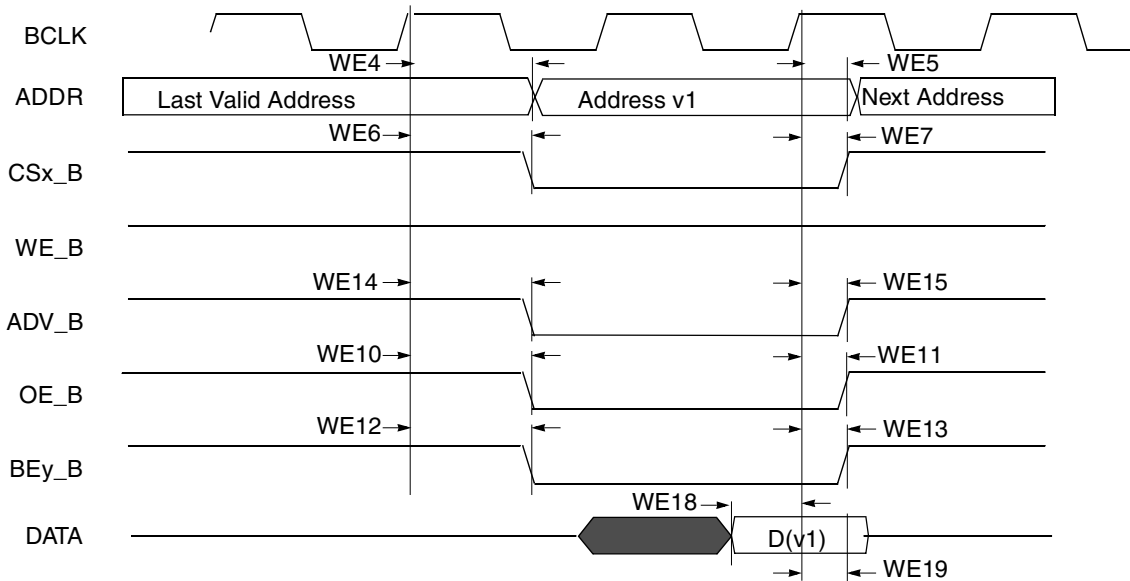 BCLK
WE4 WE5
ADDR Last Valid Address Address v1 Next Address
WE6 WE7
CSx_B
WE_B
WE14 WE15
ADV_B
WE10 WE11
OE_B
WE12 WE13
BEy_B
WE18
DATA D(v1)
WE19